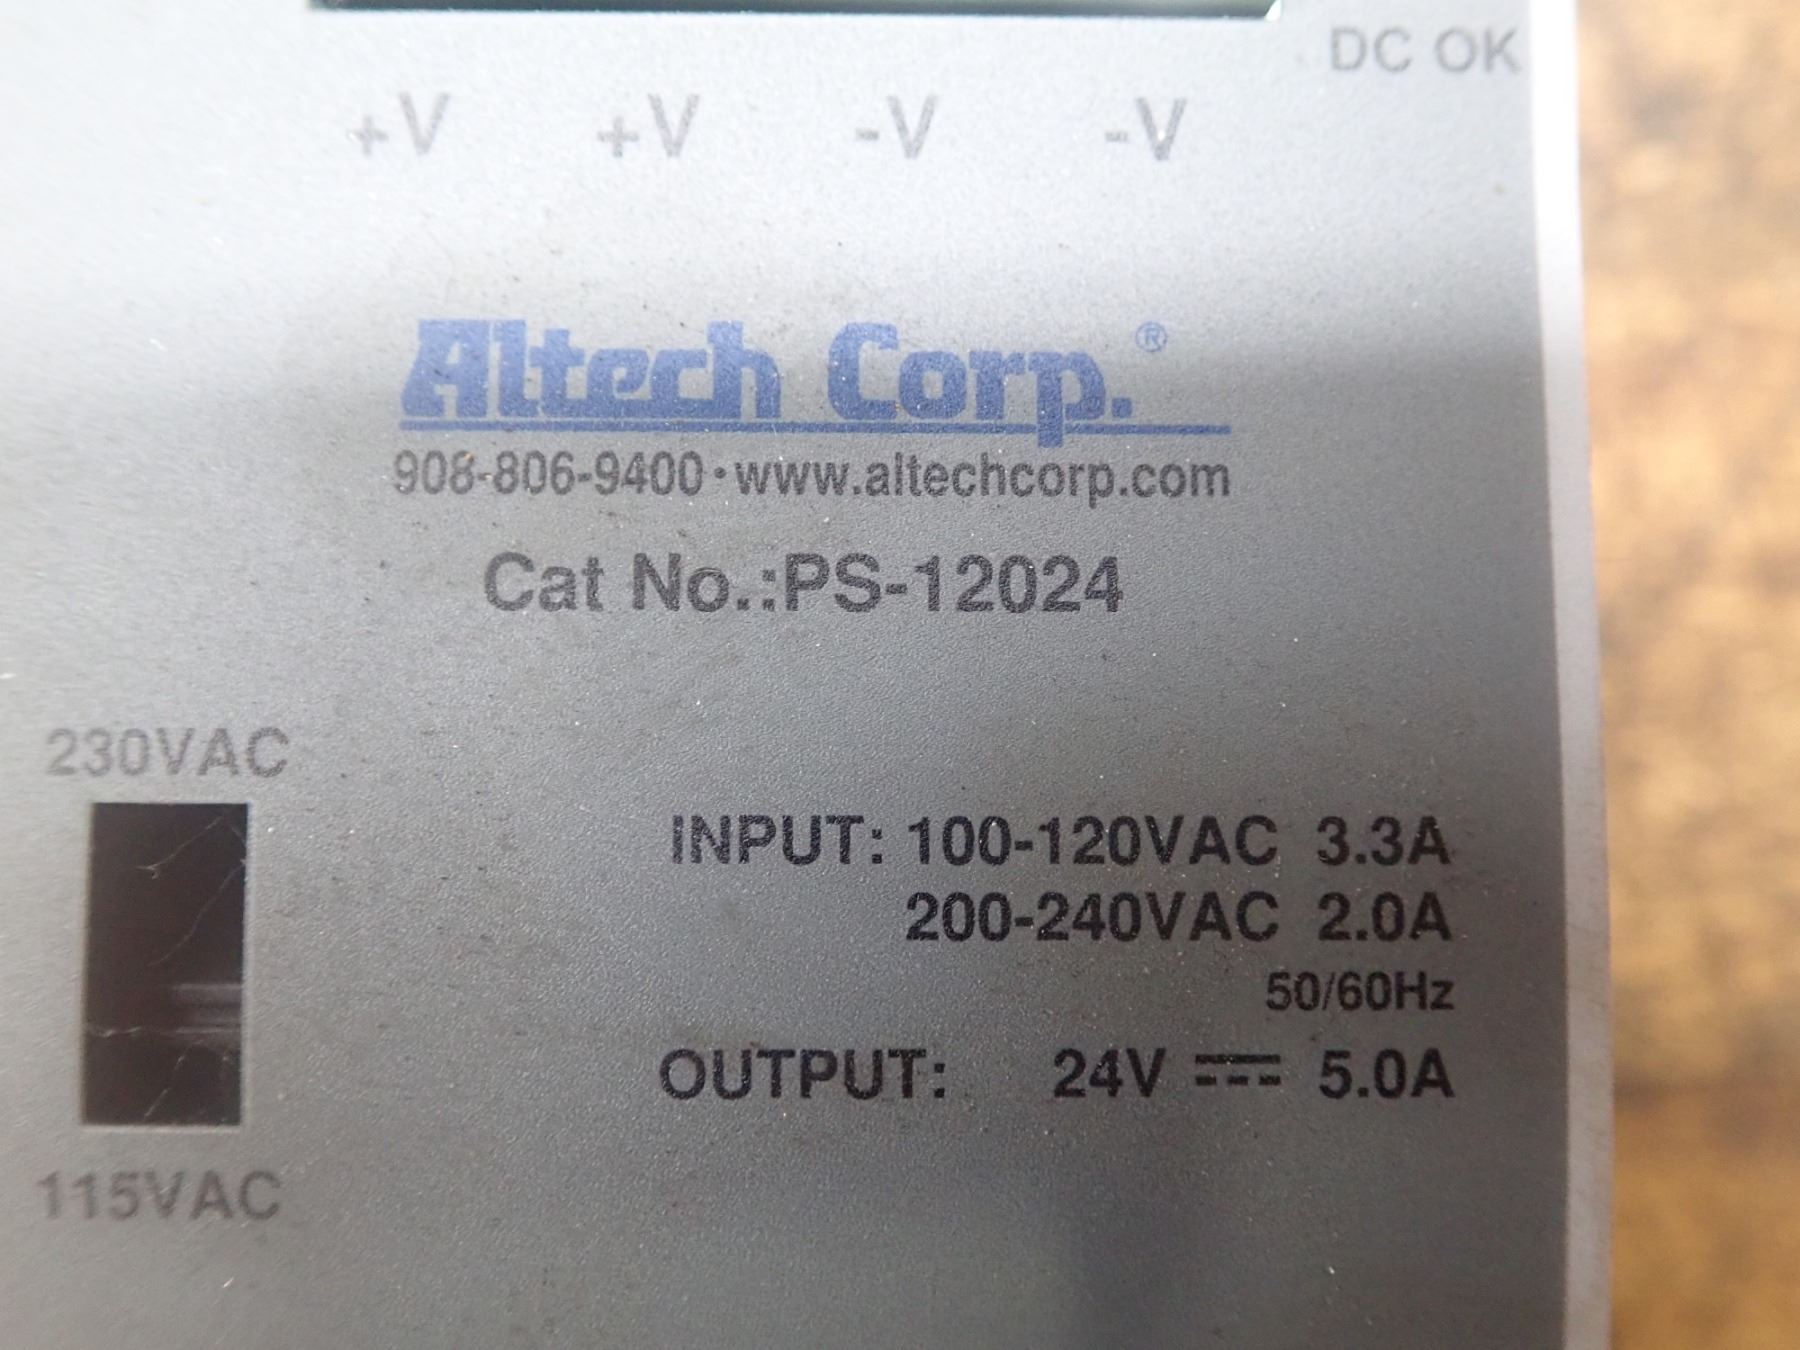 DC OK
+V +V -V -V
Altech Corp.®
908-806-9400·www.altechcorp.com
Cat No.:PS-12024
230VAC
115VAC
INPUT: 100-120VAC 3.3A
200-240VAC 2.0A
50/60Hz
OUTPUT: 24V ⎓ 5.0A